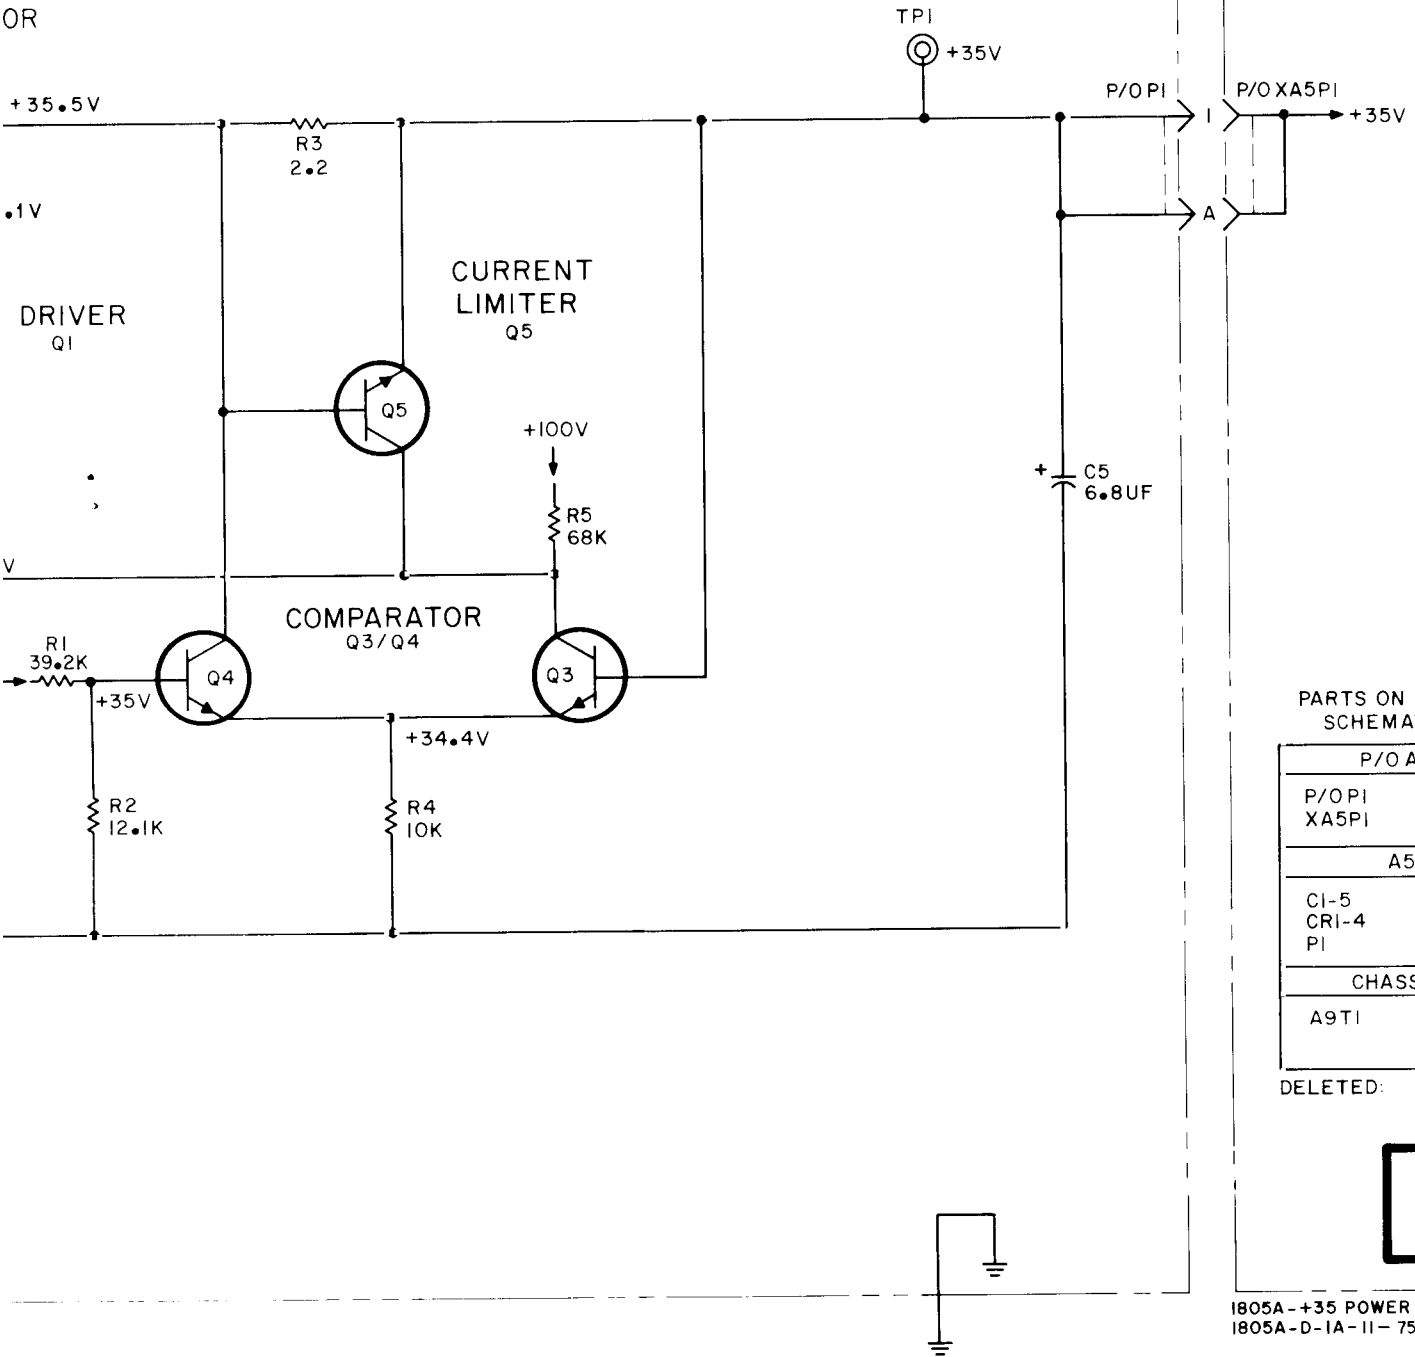 OR
TP1
+35V
+35.5V
P/O P1
1
P/O XA5P1
+35V
R3
2.2
.1V
A
CURRENT
LIMITER
Q5
DRIVER
Q1
Q5
+100V
+
C5
6.8UF
R5
68K
V
COMPARATOR
Q3/Q4
R1
39.2K
Q4
Q3
+35V
+34.4V
PARTS ON
SCHEMA
P/O A
P/O P1
XA5P1
R2
12.1K
R4
10K
A5
C1-5
CR1-4
P1
CHASS
A9T1
DELETED:
1805A-+35 POWER
1805A-D-1A-11-75